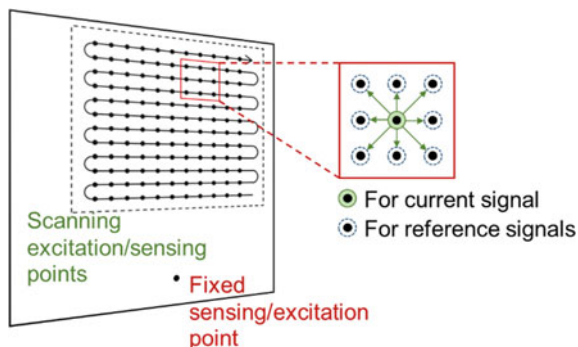 Scanning
excitation/sensing
points
Fixed
sensing/excitation
point
For current signal
For reference signals